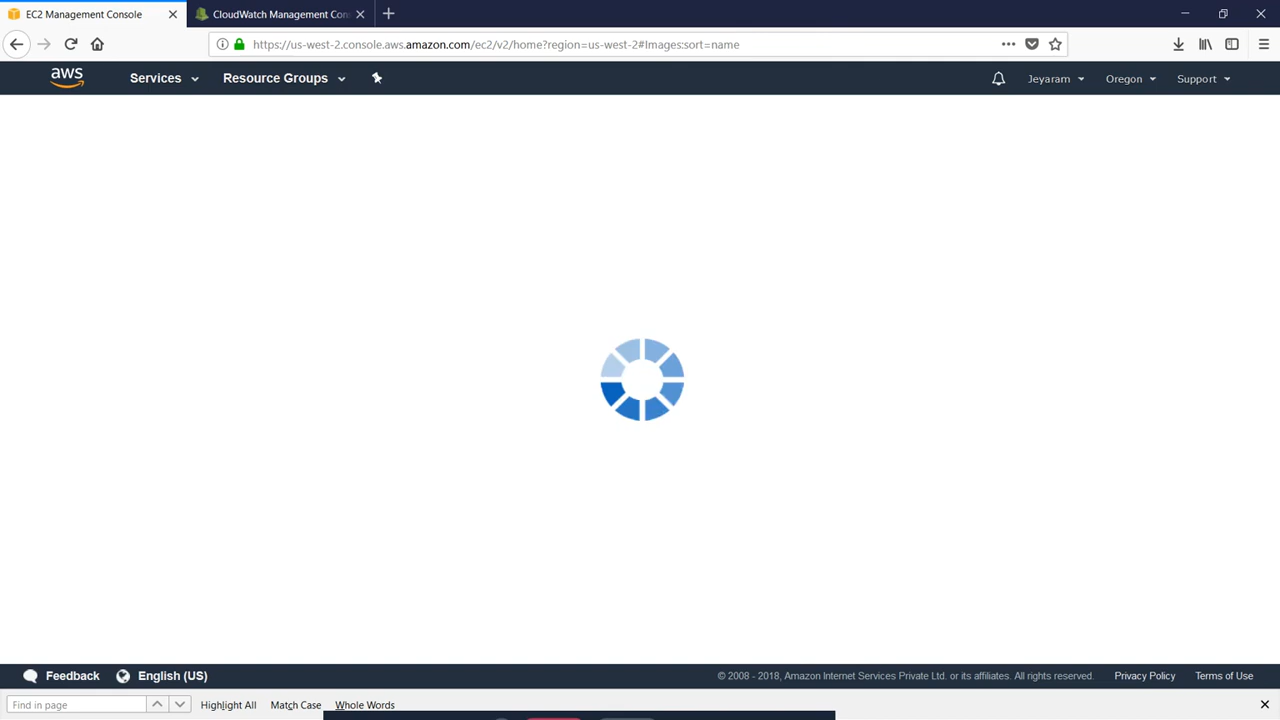 EC2 Management Console
CloudWatch Management Con
https://us-west-2.console.aws.amazon.com/ec2/v2/home?region=us-west-2#Images:sort=name
aws
Services
Resource Groups
Jeyaram
Oregon
Support
Feedback
English (US)
© 2008 - 2018, Amazon Internet Services Private Ltd. or its affiliates. All rights reserved.
Privacy Policy
Terms of Use
Find in page
Highlight All
Match Case
Whole Words